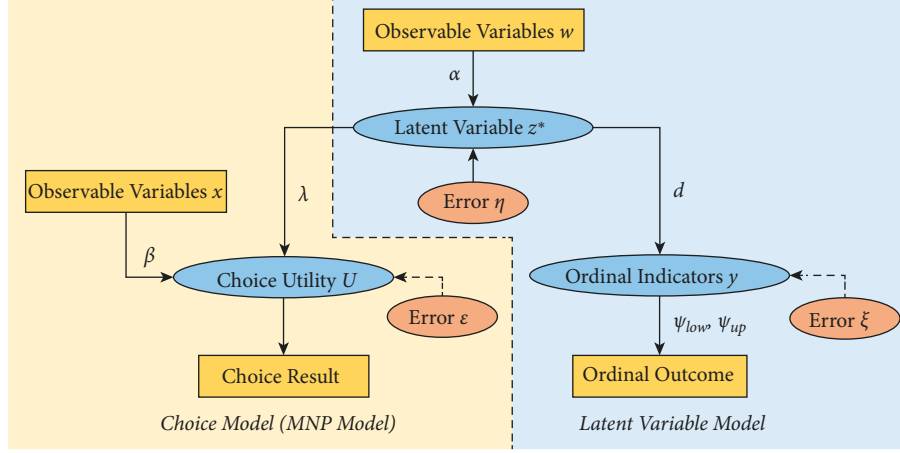 Observable Variables w
α
Latent Variable z*
Observable Variables x
λ
Error η
d
β
Choice Utility U
Ordinal Indicators y
Error ε
ψlow, ψup
Error ξ
Choice Result
Ordinal Outcome
Choice Model (MNP Model)
Latent Variable Model